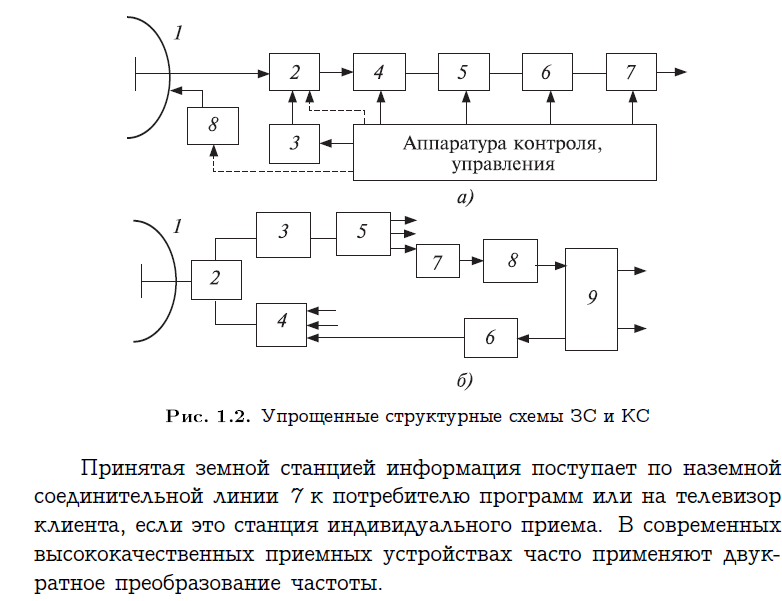 1
2
4
5
6
7
8
3
Аппаратура контроля,
управления
а)
1
2
3
5
7
8
9
4
6
б)
Рис. 1.2. Упрощенные структурные схемы ЗС и КС
Принятая земной станцией информация поступает по наземной
соединительной линии 7 к потребителю программ или на телевизор
клиента, если это станция индивидуального приема. В современных
высококачественных приемных устройствах часто применяют двук-
ратное преобразование частоты.